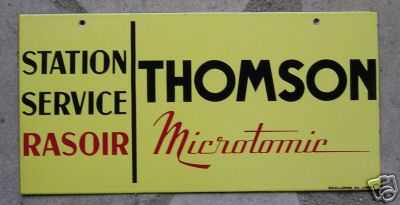 STATION
SERVICE
RASOIR
THOMSON
Microtomic